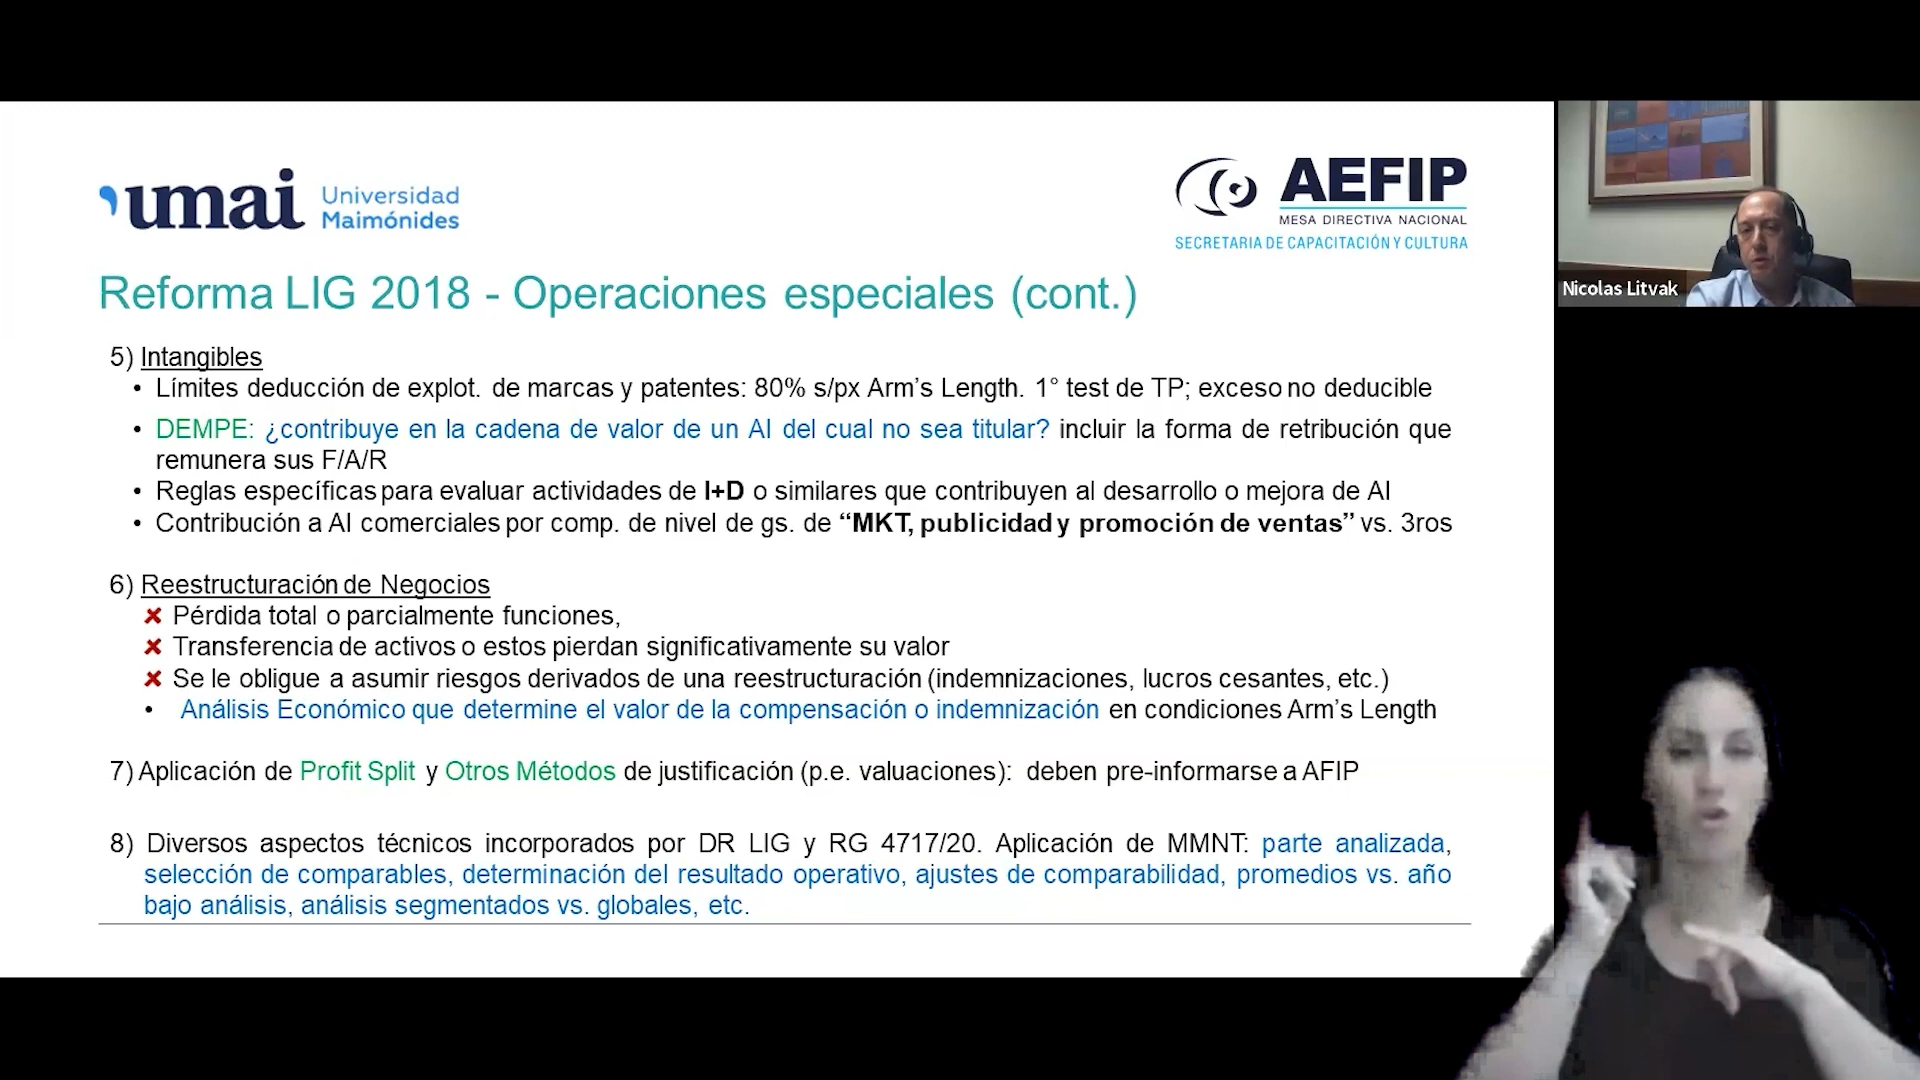 umai Universidad
Maimónides
AEFIP
MESA DIRECTIVA NACIONAL
SECRETARIA DE CAPACITACIÓN Y CULTURA
Nicolas Litvak
Reforma LIG 2018 - Operaciones especiales (cont.)
5) Intangibles
• Límites deducción de explot. de marcas y patentes: 80% s/px Arm’s Length. 1° test de TP; exceso no deducible
• DEMPE: ¿contribuye en la cadena de valor de un AI del cual no sea titular? incluir la forma de retribución que
remunera sus F/A/R
• Reglas específicas para evaluar actividades de I+D o similares que contribuyen al desarrollo o mejora de AI
• Contribución a AI comerciales por comp. de nivel de gs. de “MKT, publicidad y promoción de ventas” vs. 3ros
6) Reestructuración de Negocios
✘ Pérdida total o parcialmente funciones,
✘ Transferencia de activos o estos pierdan significativamente su valor
✘ Se le obligue a asumir riesgos derivados de una reestructuración (indemnizaciones, lucros cesantes, etc.)
• Análisis Económico que determine el valor de la compensación o indemnización en condiciones Arm’s Length
7) Aplicación de Profit Split y Otros Métodos de justificación (p.e. valuaciones): deben pre-informarse a AFIP
8) Diversos aspectos técnicos incorporados por DR LIG y RG 4717/20. Aplicación de MMNT: parte analizada,
selección de comparables, determinación del resultado operativo, ajustes de comparabilidad, promedios vs. año
bajo análisis, análisis segmentados vs. globales, etc.